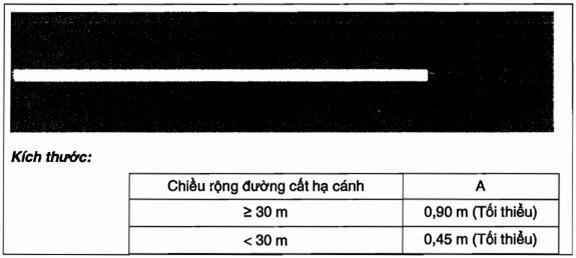 Kích thước:
Chiều rộng đường cất hạ cánh A
≥ 30 m 0,90 m (Tối thiểu)
< 30 m 0,45 m (Tối thiểu)